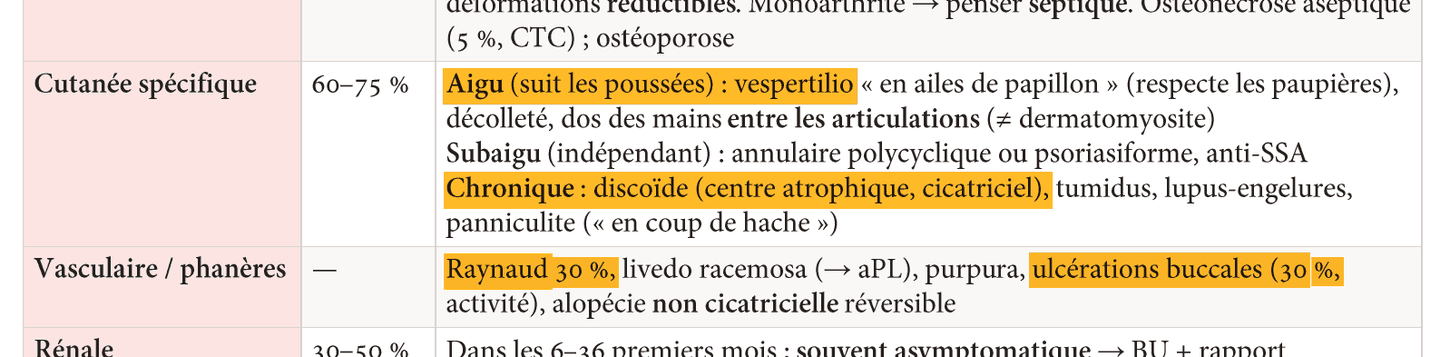 déformations réductibles. Monoarthrite → penser septique. Ostéonécrose aseptique
(5 %, CTC) ; ostéoporose
Cutanée spécifique
60–75 %
Aigu (suit les poussées) : vespertilio « en ailes de papillon » (respecte les paupières),
décolleté, dos des mains entre les articulations (≠ dermatomyosite)
Subaigu (indépendant) : annulaire polycyclique ou psoriasiforme, anti-SSA
Chronique : discoïde (centre atrophique, cicatriciel), tumidus, lupus-engelures,
panniculite (« en coup de hache »)
Vasculaire / phanères
—
Raynaud 30 %, livedo racemosa (→ aPL), purpura, ulcérations buccales (30 %,
activité), alopécie non cicatricielle réversible
Rénale
30–50 %
Dans les 6–36 premiers mois : souvent asymptomatique → BU + rapport